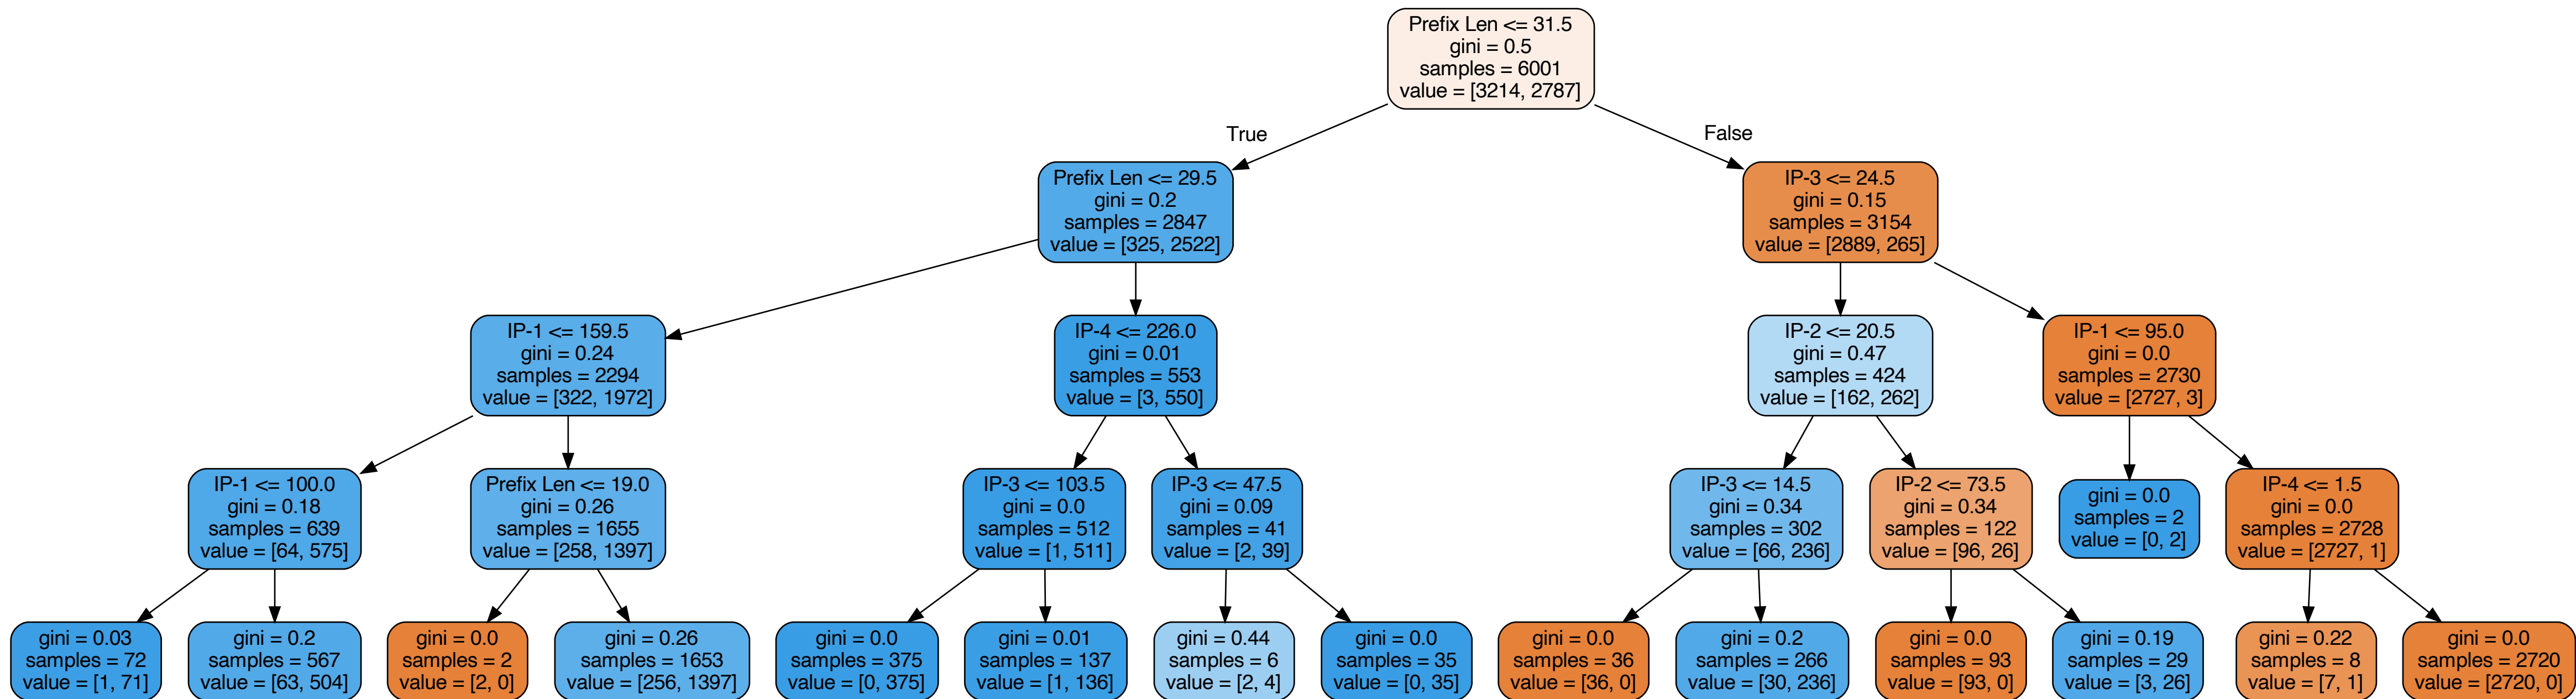 Prefix Len <= 31.5
gini = 0.5
samples = 6001
value = [3214, 2787]
True
False
Prefix Len <= 29.5
gini = 0.2
samples = 2847
value = [325, 2522]
IP-3 <= 24.5
gini = 0.15
samples = 3154
value = [2889, 265]
IP-1 <= 159.5
gini = 0.24
samples = 2294
value = [322, 1972]
IP-4 <= 226.0
gini = 0.01
samples = 553
value = [3, 550]
IP-2 <= 20.5
gini = 0.47
samples = 424
value = [162, 262]
IP-1 <= 95.0
gini = 0.0
samples = 2730
value = [2727, 3]
IP-1 <= 100.0
gini = 0.18
samples = 639
value = [64, 575]
Prefix Len <= 19.0
gini = 0.26
samples = 1655
value = [258, 1397]
IP-3 <= 103.5
gini = 0.0
samples = 512
value = [1, 511]
IP-3 <= 47.5
gini = 0.09
samples = 41
value = [2, 39]
IP-3 <= 14.5
gini = 0.34
samples = 302
value = [66, 236]
IP-2 <= 73.5
gini = 0.34
samples = 122
value = [96, 26]
gini = 0.0
samples = 2
value = [0, 2]
IP-4 <= 1.5
gini = 0.0
samples = 2728
value = [2727, 1]
gini = 0.03
samples = 72
value = [1, 71]
gini = 0.2
samples = 567
value = [63, 504]
gini = 0.0
samples = 2
value = [2, 0]
gini = 0.26
samples = 1653
value = [256, 1397]
gini = 0.0
samples = 375
value = [0, 375]
gini = 0.01
samples = 137
value = [1, 136]
gini = 0.44
samples = 6
value = [2, 4]
gini = 0.0
samples = 35
value = [0, 35]
gini = 0.0
samples = 36
value = [36, 0]
gini = 0.2
samples = 266
value = [30, 236]
gini = 0.0
samples = 93
value = [93, 0]
gini = 0.19
samples = 29
value = [3, 26]
gini = 0.22
samples = 8
value = [7, 1]
gini = 0.0
samples = 2720
value = [2720, 0]